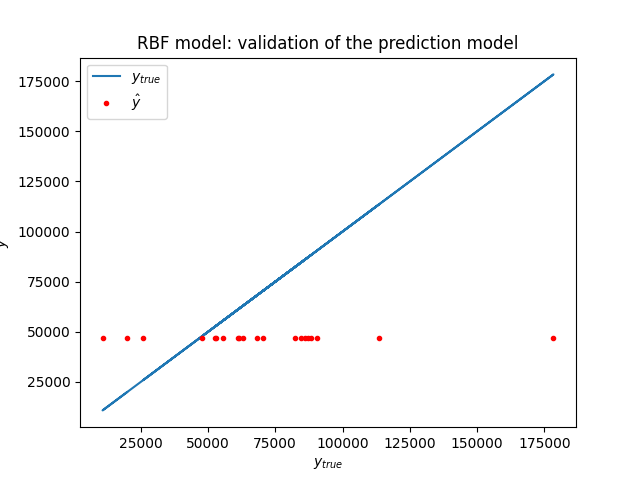 RBF model: validation of the prediction model
y_true
ŷ
175000
150000
125000
100000
75000
50000
25000
25000 50000 75000 100000 125000 150000 175000
y_true